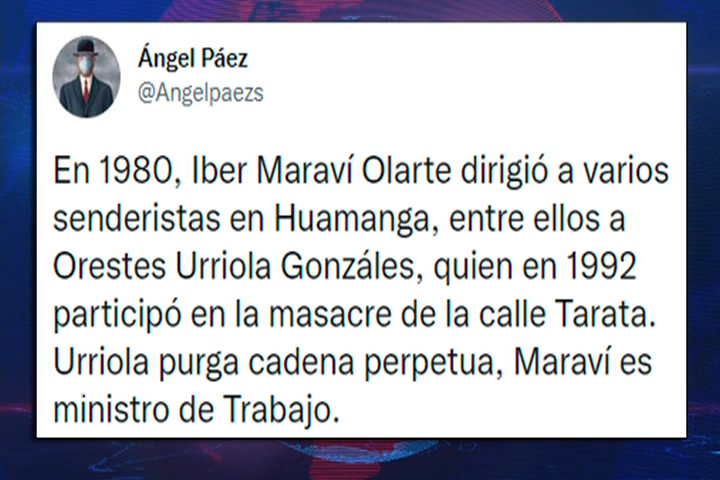 Ángel Páez
@Angelpaezs
En 1980, Iber Maraví Olarte dirigió a varios
senderistas en Huamanga, entre ellos a
Orestes Urriola Gonzáles, quien en 1992
participó en la masacre de la calle Tarata.
Urriola purga cadena perpetua, Maraví es
ministro de Trabajo.